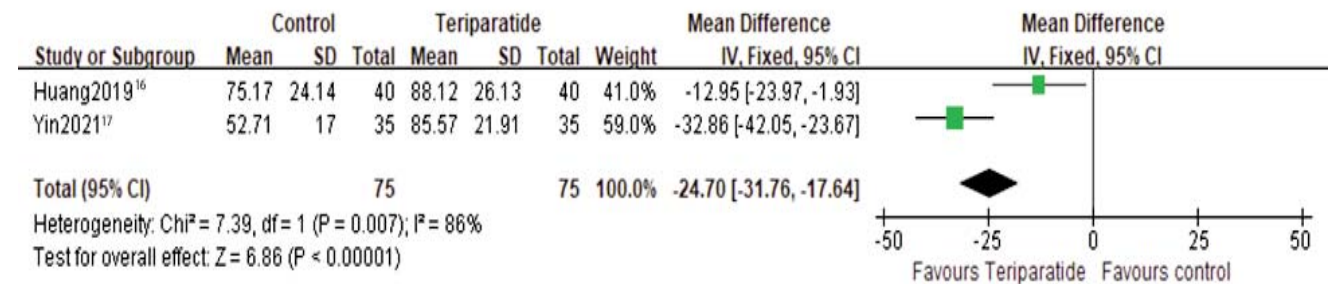 Control Teriparatide Mean Difference Mean Difference
Study or Subgroup Mean SD Total Mean SD Total Weight IV, Fixed, 95% CI IV, Fixed, 95% CI
Huang2019¹⁶ 75.17 24.14 40 88.12 26.13 40 41.0% -12.95 [-23.97, -1.93]
Yin2021¹⁷ 52.71 17 35 85.57 21.91 35 59.0% -32.86 [-42.05, -23.67]
Total (95% CI) 75 75 100.0% -24.70 [-31.76, -17.64]
Heterogeneity: Chi² = 7.39, df = 1 (P = 0.007); I² = 86%
Test for overall effect: Z = 6.86 (P < 0.00001)
-50 -25 0 25 50
Favours Teriparatide Favours control